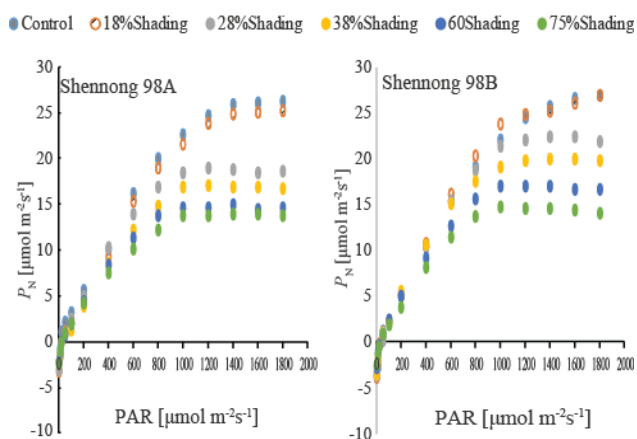 Control 18%Shading 28%Shading 38%Shading 60Shading 75%Shading
Shennong 98A
30
25
20
15
10
5
0
-5
-10
0 200 400 600 800 1000 1200 1400 1600 1800 2000
P_N [μmol m⁻²s⁻¹]
PAR [μmol m⁻²s⁻¹]
Shennong 98B
30
25
20
15
10
5
0
-5
-10
0 200 400 600 800 1000 1200 1400 1600 1800 2000
P_N [μmol m⁻²s⁻¹]
PAR [μmol m⁻²s⁻¹]